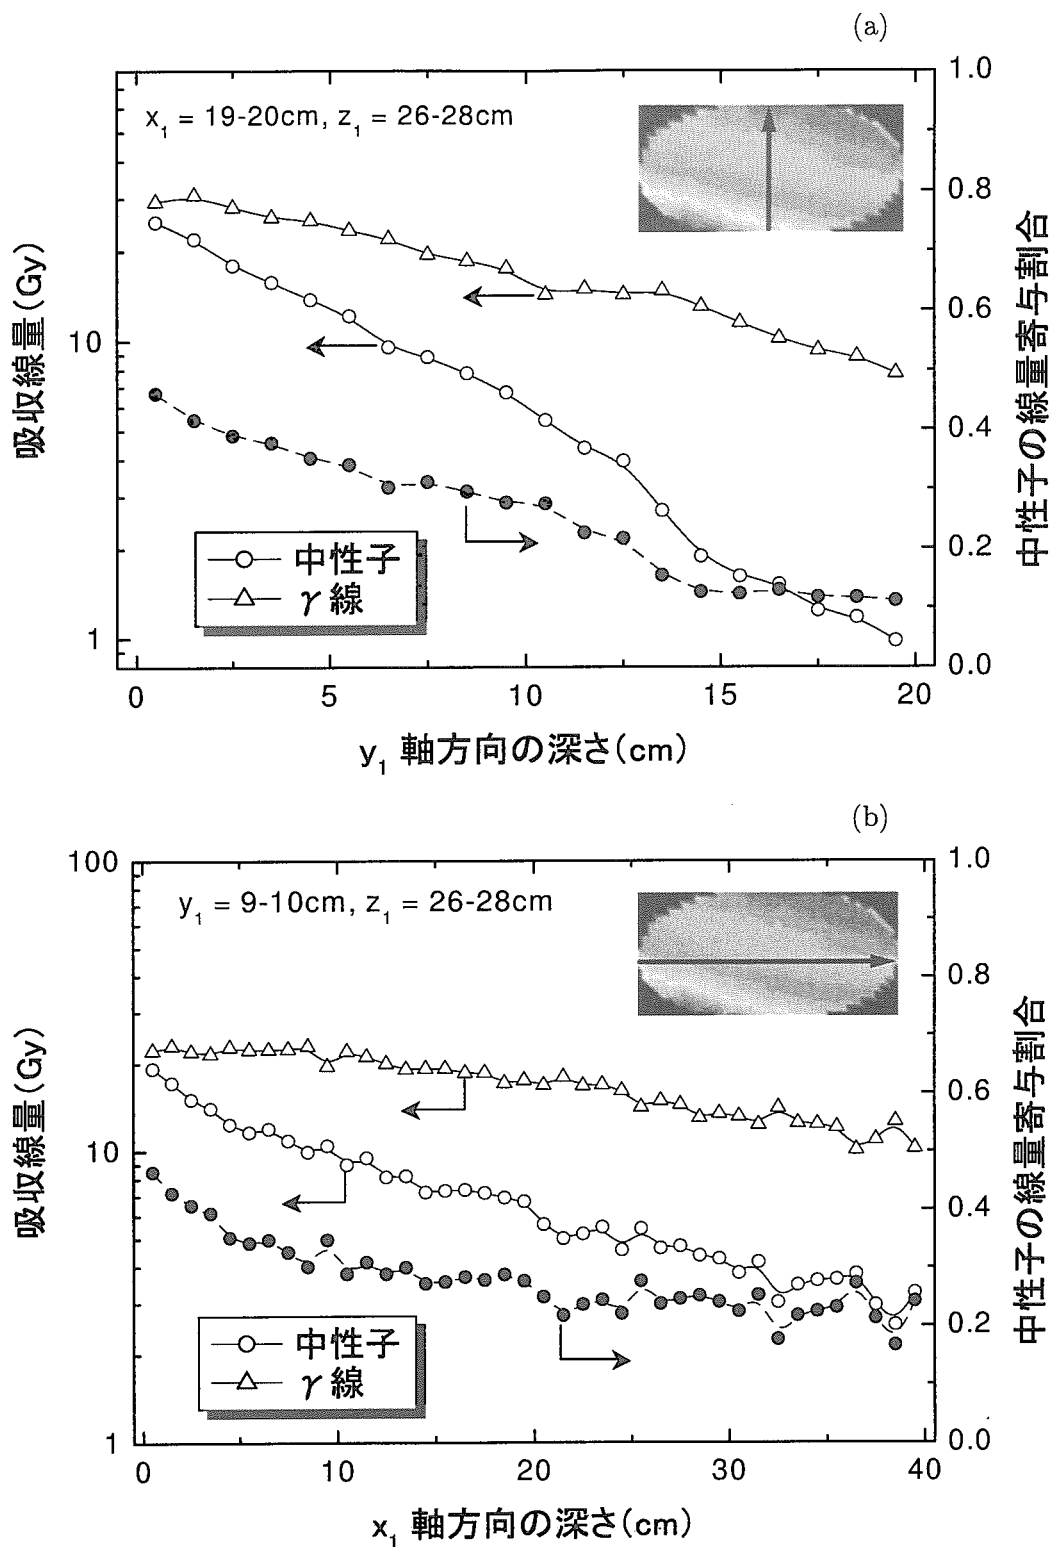 (a)
x1 = 19-20cm, z1 = 26-28cm
吸収線量(Gy)
10
1
中性子の線量寄与割合
1.0
0.8
0.6
0.4
0.2
0.0
中性子
γ線
0
5
10
15
20
y1 軸方向の深さ(cm)
(b)
y1 = 9-10cm, z1 = 26-28cm
吸収線量(Gy)
100
10
1
中性子の線量寄与割合
1.0
0.8
0.6
0.4
0.2
0.0
中性子
γ線
0
10
20
30
40
x1 軸方向の深さ(cm)